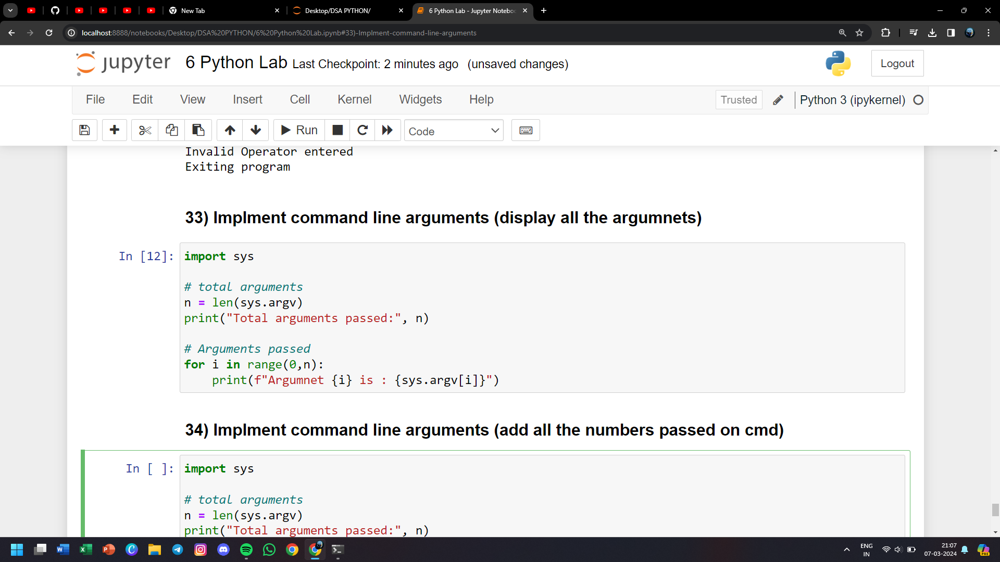 New Tab
Desktop/DSA PYTHON/
6 Python Lab - Jupyter Noteboo
localhost:8888/notebooks/Desktop/DSA%20PYTHON/6%20Python%20Lab.ipynb#33)-Implment-command-line-arguments
jupyter 6 Python Lab Last Checkpoint: 2 minutes ago (unsaved changes)
Logout
File Edit View Insert Cell Kernel Widgets Help
Trusted
Python 3 (ipykernel)
Run
Code
Invalid Operator entered
Exiting program
33) Implment command line arguments (display all the argumnets)
In [12]: import sys
# total arguments
n = len(sys.argv)
print("Total arguments passed:", n)
# Arguments passed
for i in range(0,n):
print(f"Argumnet {i} is : {sys.argv[i]}")
34) Implment command line arguments (add all the numbers passed on cmd)
In [ ]: import sys
# total arguments
n = len(sys.argv)
print("Total arguments passed:", n)
ENG
IN
21:07
07-03-2024
PRE